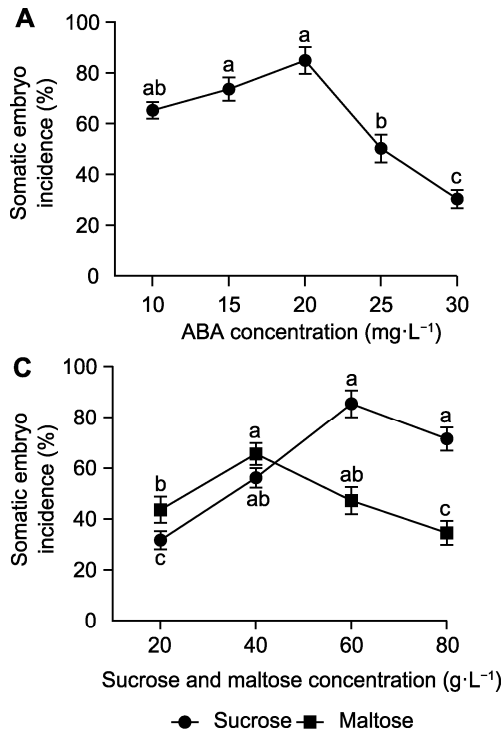 A
Somatic embryo
incidence (%)
100
80
60
40
20
0
ab
a
a
b
c
10 15 20 25 30
ABA concentration (mg·L⁻¹)
C
Somatic embryo
incidence (%)
100
80
60
40
20
0
b
c
a
ab
a
ab
a
c
20 40 60 80
Sucrose and maltose concentration (g·L⁻¹)
Sucrose Maltose